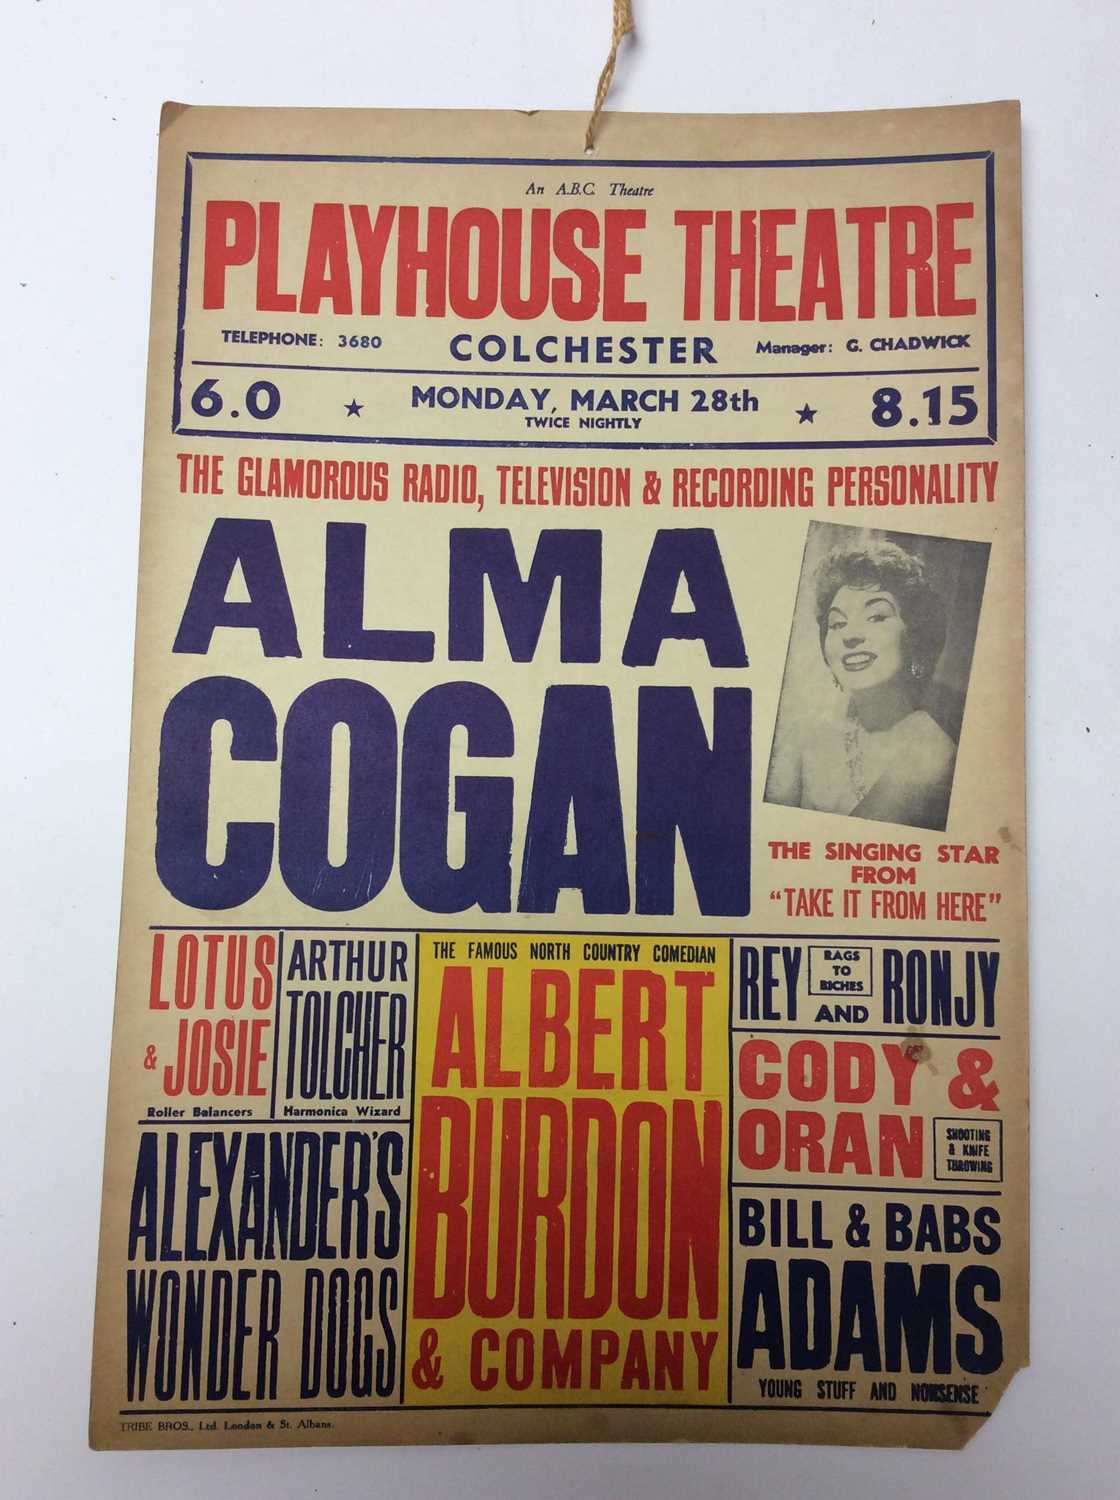 An A.B.C. Theatre
PLAYHOUSE THEATRE
TELEPHONE: 3680 COLCHESTER Manager: G. CHADWICK
6.0 ★ MONDAY, MARCH 28th ★ 8.15
TWICE NIGHTLY
THE GLAMOROUS RADIO, TELEVISION & RECORDING PERSONALITY
ALMA
COGAN
THE SINGING STAR
FROM
"TAKE IT FROM HERE"
LOTUS
& JOSIE
Roller Balancers
ARTHUR
TOLCHER
Harmonica Wizard
ALEXANDER'S
WONDER DOGS
THE FAMOUS NORTH COUNTRY COMEDIAN
ALBERT
BURDON
& COMPANY
REY RAGS TO RICHES AND RONJY
CODY &
ORAN
SHOOTING
& KNIFE
THROWING
BILL & BABS
ADAMS
YOUNG STUFF AND NONSENSE
TRIBE BROS., Ltd. London & St. Albans.